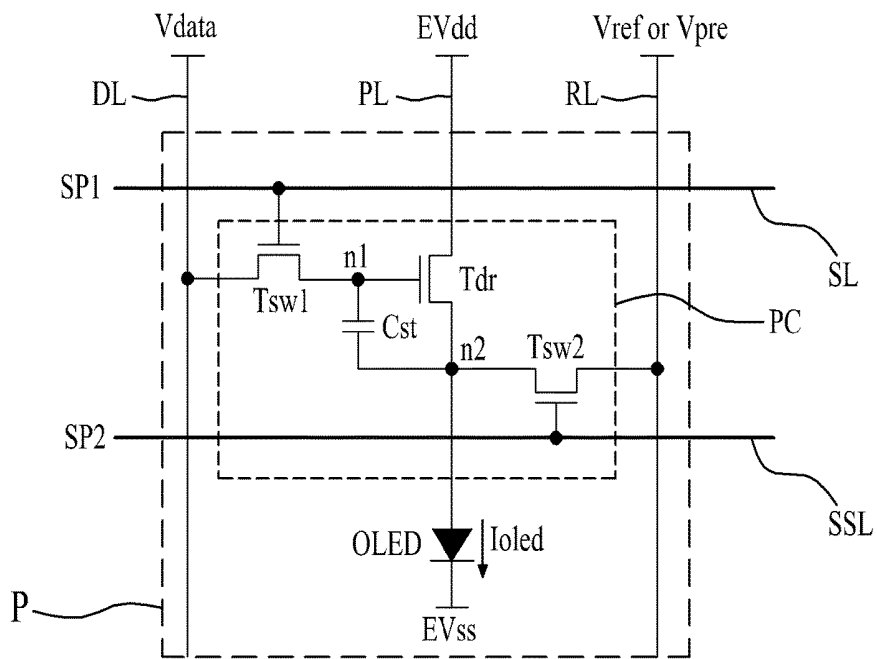 Vdata
EVdd
Vref or Vpre
DL
PL
RL
SP1
SL
n1
Tdr
Tsw1
Cst
PC
n2
Tsw2
SP2
SSL
OLED
Ioled
P
EVss